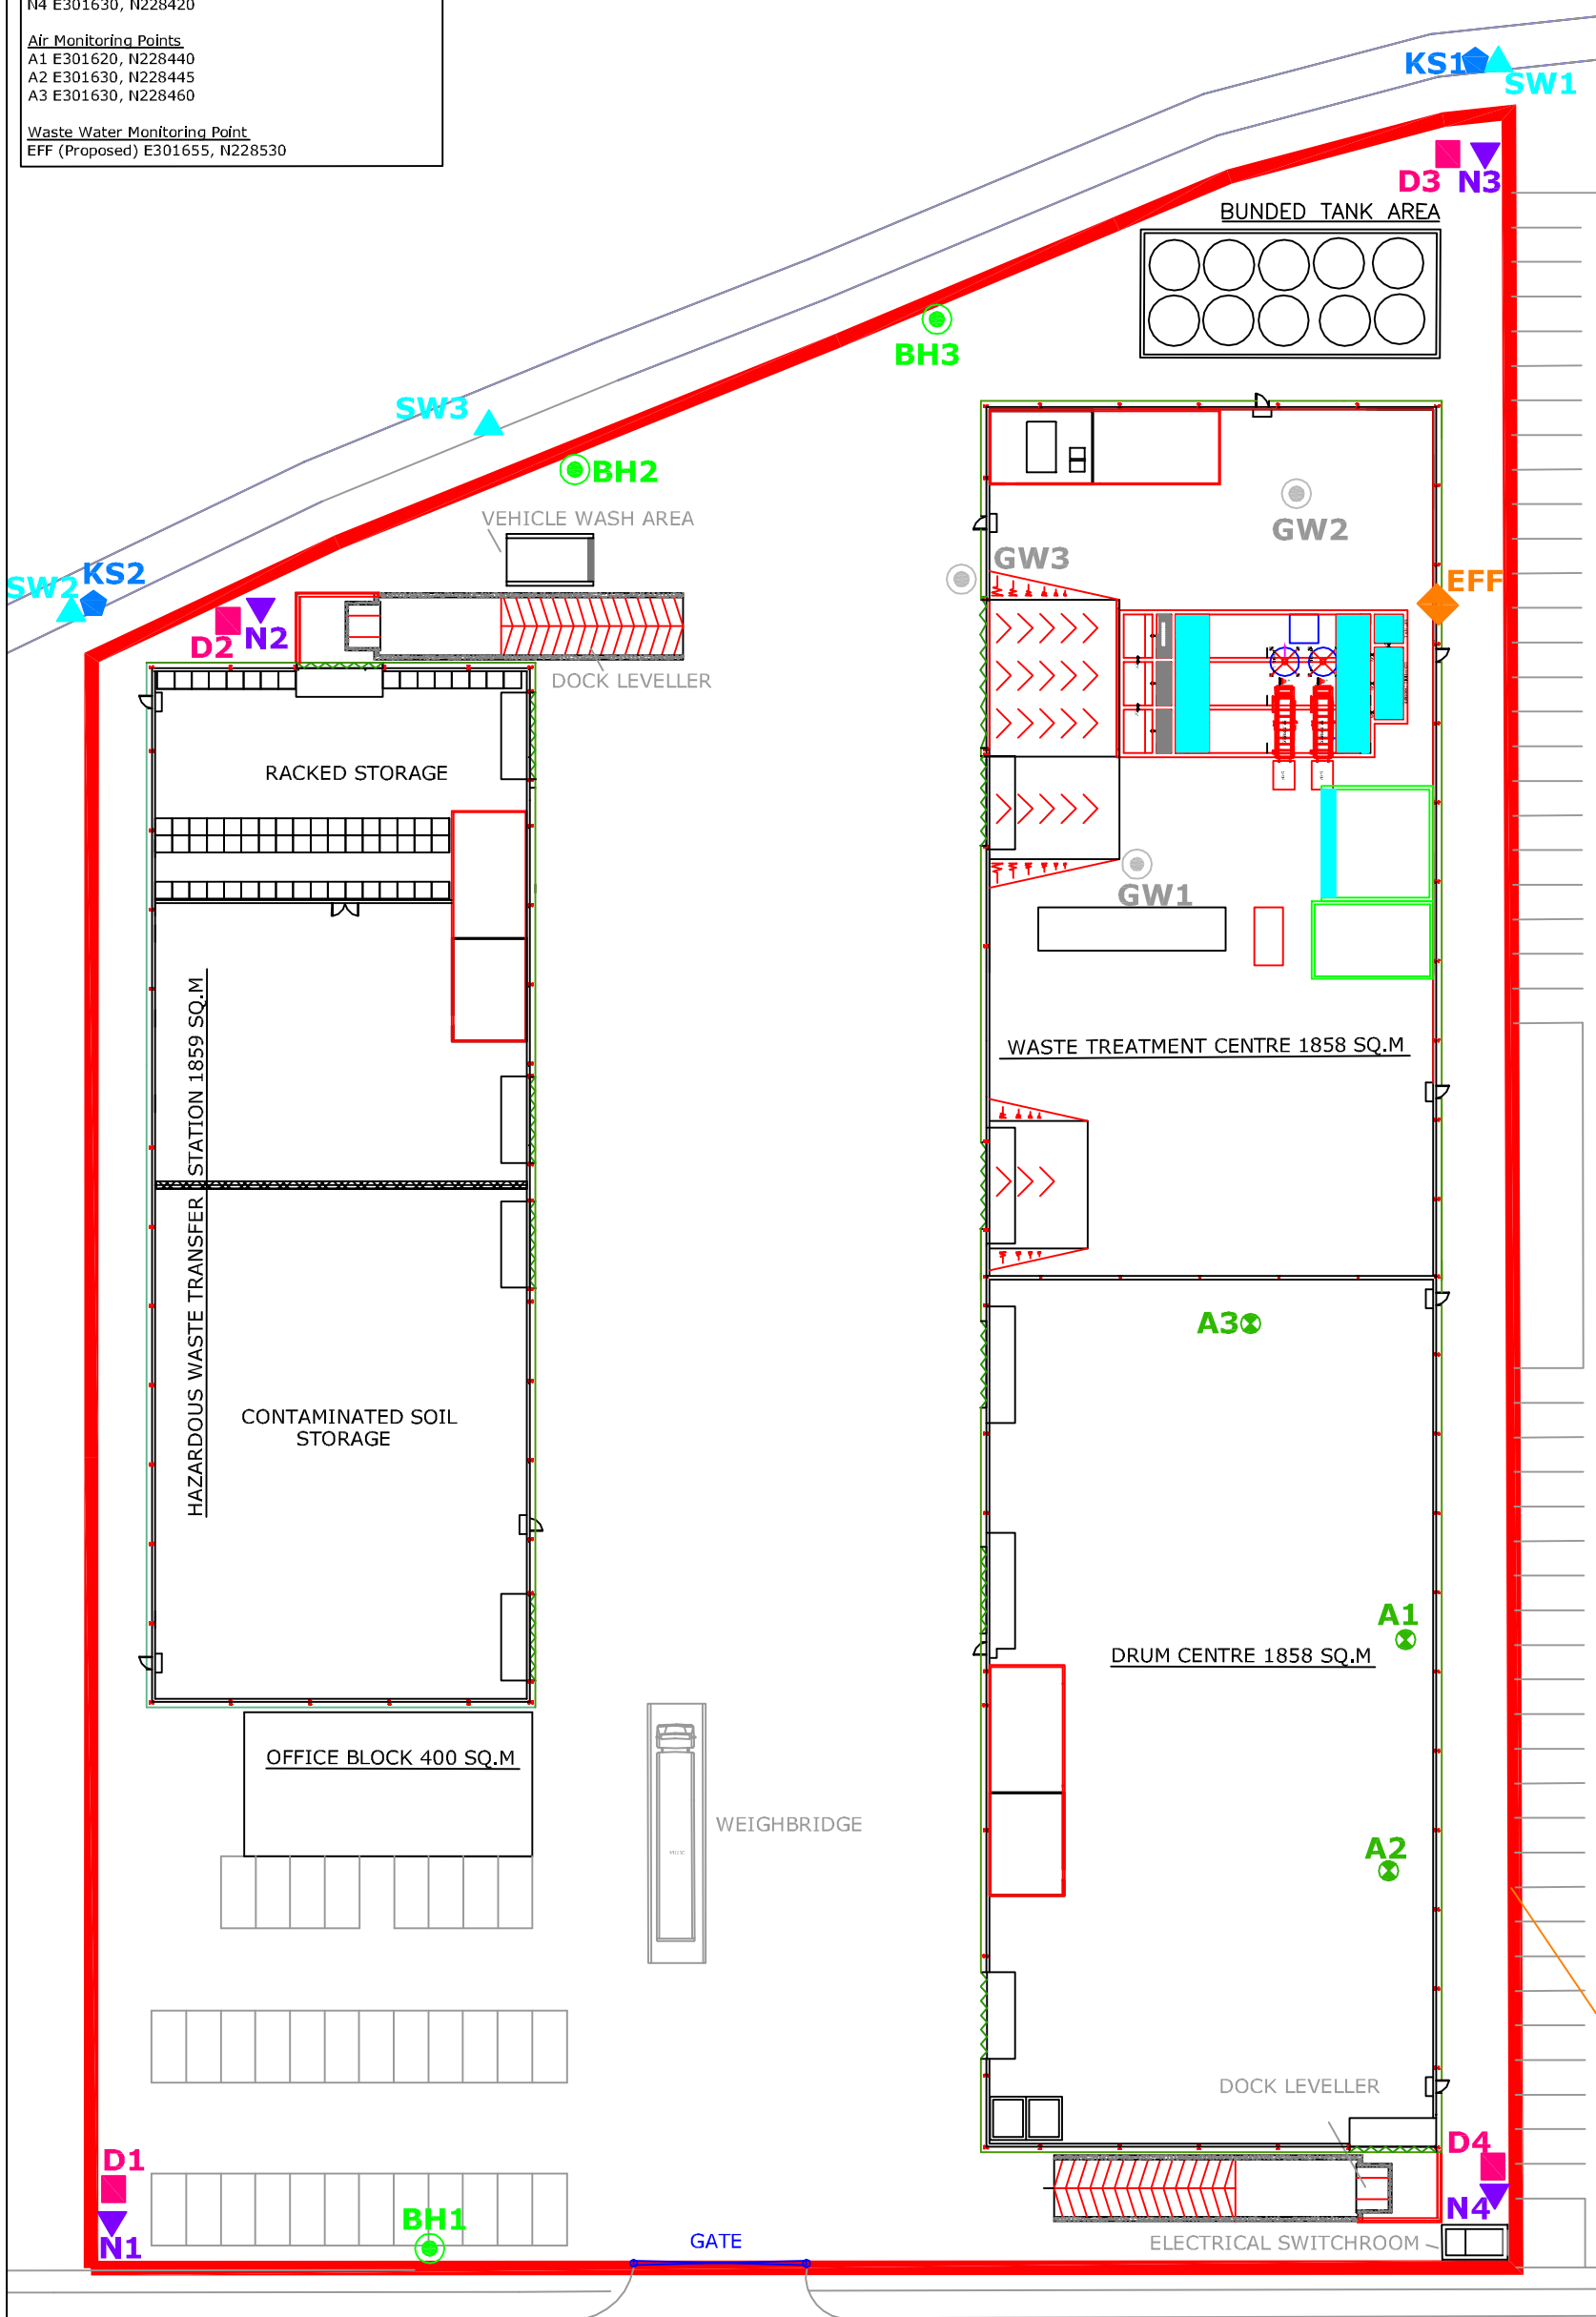 N4 E301630, N228420
Air Monitoring Points
A1 E301620, N228440
A2 E301630, N228445
A3 E301630, N228460
Waste Water Monitoring Point
EFF (Proposed) E301655, N228530
KS1
SW1
D3
N3
BUNDED TANK AREA
BH3
SW3
BH2
VEHICLE WASH AREA
GW2
GW3
SW2
KS2
EFF
D2
N2
DOCK LEVELLER
RACKED STORAGE
GW1
HAZARDOUS WASTE TRANSFER STATION 1859 SQ.M
WASTE TREATMENT CENTRE 1858 SQ.M
A3
CONTAMINATED SOIL
STORAGE
A1
DRUM CENTRE 1858 SQ.M
OFFICE BLOCK 400 SQ.M
WEIGHBRIDGE
A2
DOCK LEVELLER
D1
D4
N1
BH1
N4
GATE
ELECTRICAL SWITCHROOM